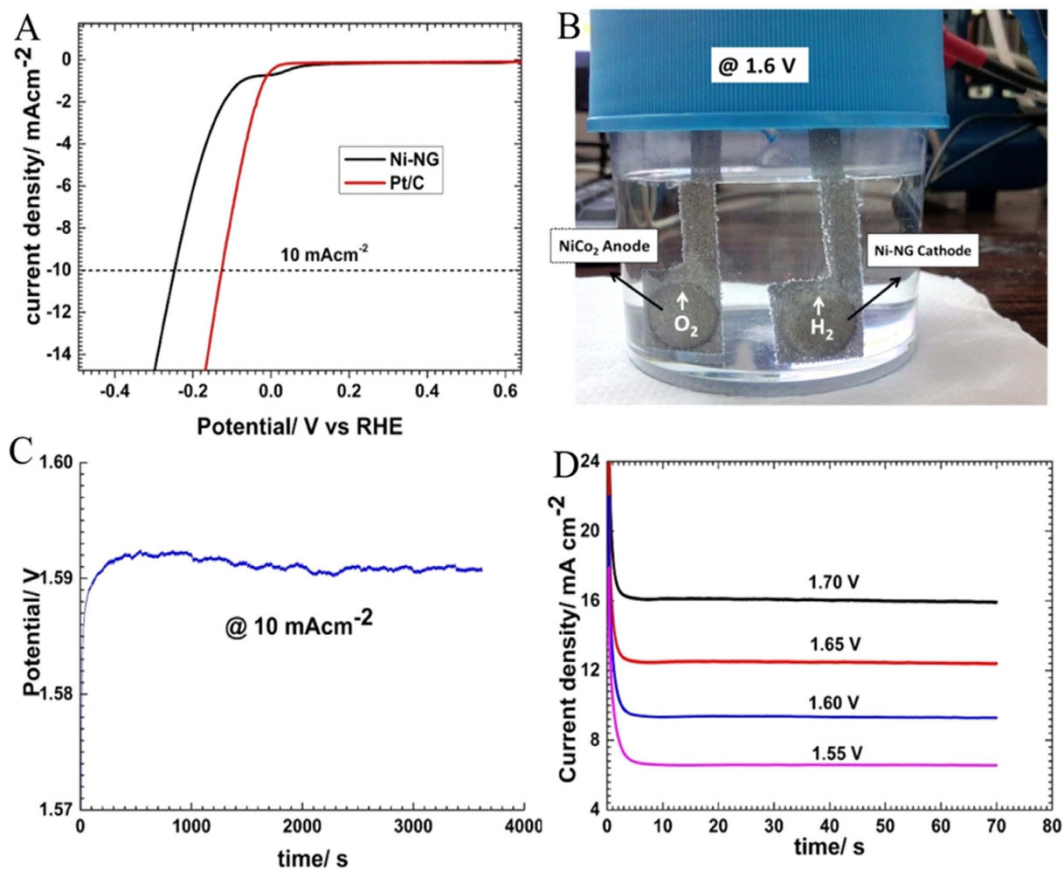 A
current density/ mAcm-2
0
-2
-4
-6
-8
-10
-12
-14
Ni-NG
Pt/C
10 mAcm-2
-0.4
-0.2
0.0
0.2
0.4
0.6
Potential/ V vs RHE
B
@ 1.6 V
NiCo2 Anode
Ni-NG Cathode
O2
H2
C
Potential/ V
1.60
1.59
1.58
1.57
@ 10 mAcm-2
0
1000
2000
3000
4000
time/ s
D
Current density/ mA cm-2
24
20
16
12
8
4
1.70 V
1.65 V
1.60 V
1.55 V
0
10
20
30
40
50
60
70
80
time/ s